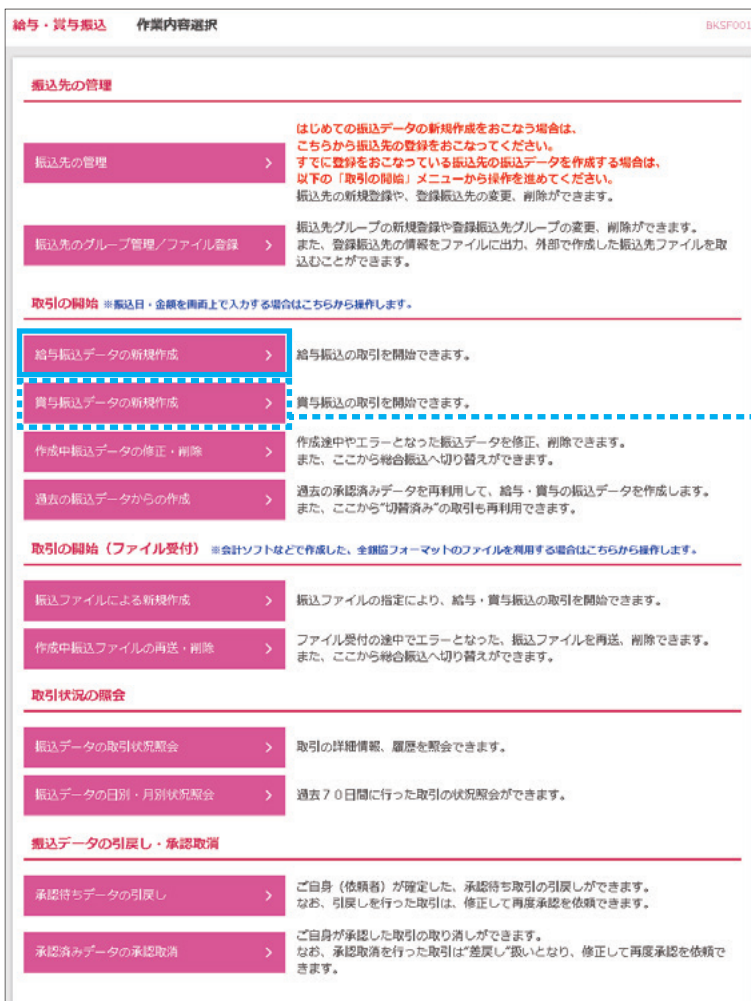 給与・賞与振込 作業内容選択 BKSF001
振込先の管理
振込先の管理
はじめての振込データの新規作成をおこなう場合は、
こちらから振込先の登録をおこなってください。
すでに登録をおこなっている振込先の振込データを作成する場合は、
以下の「取引の開始」メニューから操作を進めてください。
振込先の新規登録や、登録振込先の変更、削除ができます。
振込先のグループ管理／ファイル登録
振込先グループの新規登録や登録振込先グループの変更、削除ができます。
また、登録振込先の情報をファイルに出力、外部で作成した振込先ファイルを取
込むことができます。
取引の開始 ※振込日・金額を画面上で入力する場合はこちらから操作します。
給与振込データの新規作成
給与振込の取引を開始できます。
賞与振込データの新規作成
賞与振込の取引を開始できます。
作成中振込データの修正・削除
作成途中やエラーとなった振込データを修正、削除できます。
また、ここから総合振込へ切り替えができます。
過去の振込データからの作成
過去の承認済みデータを再利用して、給与・賞与の振込データを作成します。
また、ここから“切替済み”の取引も再利用できます。
取引の開始（ファイル受付） ※会計ソフトなどで作成した、全銀協フォーマットのファイルを利用する場合はこちらから操作します。
振込ファイルによる新規作成
振込ファイルの指定により、給与・賞与振込の取引を開始できます。
作成中振込ファイルの再送・削除
ファイル受付の途中でエラーとなった、振込ファイルを再送、削除できます。
また、ここから総合振込へ切り替えができます。
取引状況の照会
振込データの取引状況照会
取引の詳細情報、履歴を照会できます。
振込データの日別・月別状況照会
過去７０日間に行った取引の状況照会ができます。
振込データの引戻し・承認取消
承認待ちデータの引戻し
ご自身（依頼者）が確定した、承認待ち取引の引戻しができます。
なお、引戻しを行った取引は、修正して再度承認を依頼できます。
承認済みデータの承認取消
ご自身が承認した取引の取り消しができます。
なお、承認取消を行った取引は“差戻し”扱いとなり、修正して再度承認を依頼で
きます。